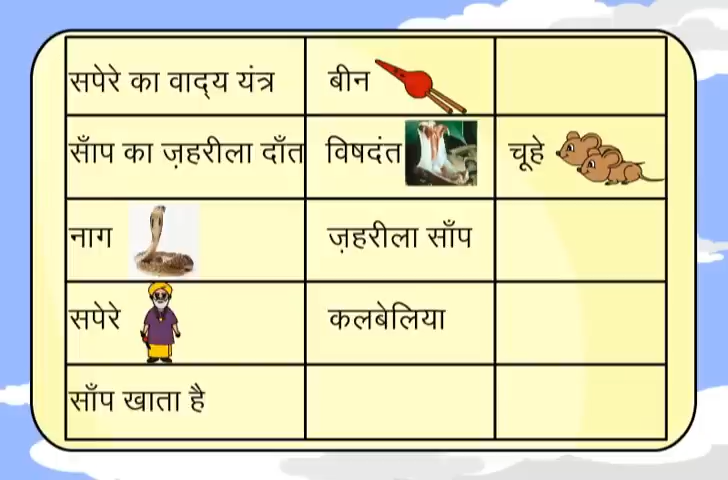 सपेरे का वाद्‌य यंत्र बीन
साँप का ज़हरीला दाँत विषदंत चूहे
नाग ज़हरीला साँप
सपेरे कलबेलिया
साँप खाता है